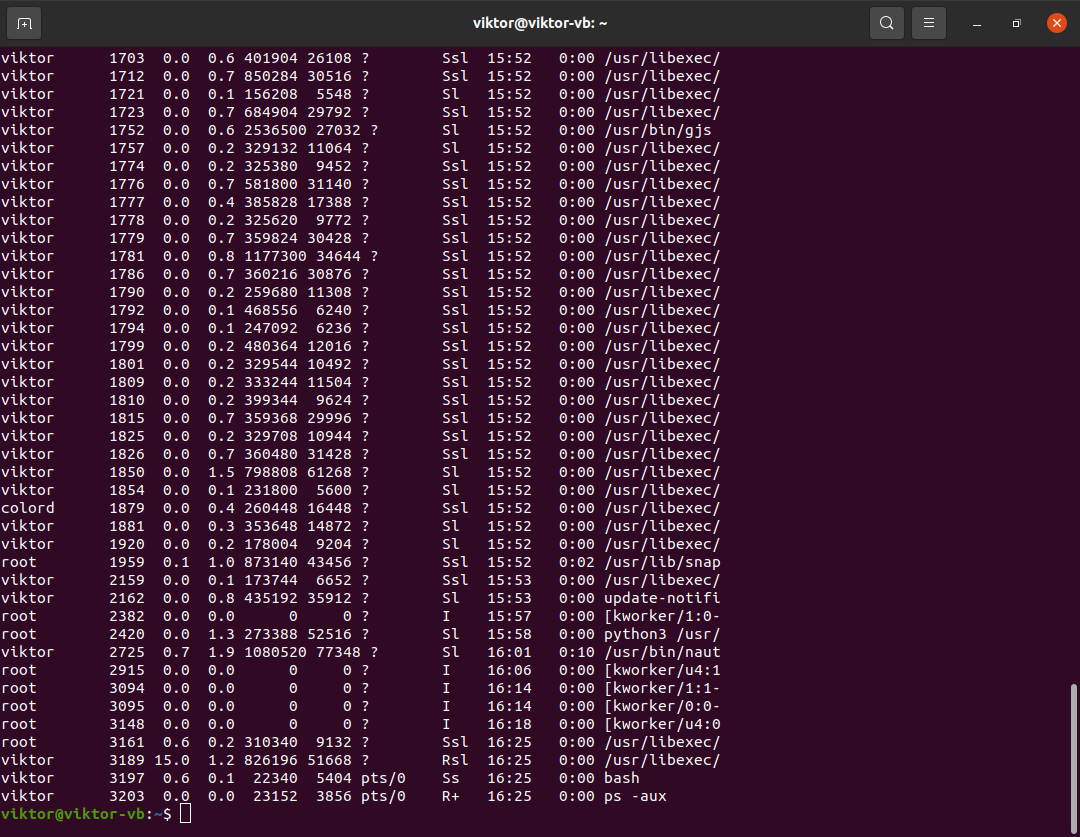 viktor@viktor-vb: ~
viktor      1703  0.0  0.6 401904 26108 ?        Ssl  15:52   0:00 /usr/libexec/
viktor      1712  0.0  0.7 850284 30516 ?        Ssl  15:52   0:00 /usr/libexec/
viktor      1721  0.0  0.1 156208  5548 ?        Sl   15:52   0:00 /usr/libexec/
viktor      1723  0.0  0.7 684904 29792 ?        Ssl  15:52   0:00 /usr/libexec/
viktor      1752  0.0  0.6 2536500 27032 ?       Sl   15:52   0:00 /usr/bin/gjs
viktor      1757  0.0  0.2 329132 11064 ?        Sl   15:52   0:00 /usr/libexec/
viktor      1774  0.0  0.2 325380  9452 ?        Ssl  15:52   0:00 /usr/libexec/
viktor      1776  0.0  0.7 581800 31140 ?        Ssl  15:52   0:00 /usr/libexec/
viktor      1777  0.0  0.4 385828 17388 ?        Ssl  15:52   0:00 /usr/libexec/
viktor      1778  0.0  0.2 325620  9772 ?        Ssl  15:52   0:00 /usr/libexec/
viktor      1779  0.0  0.7 359824 30428 ?        Ssl  15:52   0:00 /usr/libexec/
viktor      1781  0.0  0.8 1177300 34644 ?       Ssl  15:52   0:00 /usr/libexec/
viktor      1786  0.0  0.7 360216 30876 ?        Ssl  15:52   0:00 /usr/libexec/
viktor      1790  0.0  0.2 259680 11308 ?        Ssl  15:52   0:00 /usr/libexec/
viktor      1792  0.0  0.1 468556  6240 ?        Ssl  15:52   0:00 /usr/libexec/
viktor      1794  0.0  0.1 247092  6236 ?        Ssl  15:52   0:00 /usr/libexec/
viktor      1799  0.0  0.2 480364 12016 ?        Ssl  15:52   0:00 /usr/libexec/
viktor      1801  0.0  0.2 329544 10492 ?        Ssl  15:52   0:00 /usr/libexec/
viktor      1809  0.0  0.2 333244 11504 ?        Ssl  15:52   0:00 /usr/libexec/
viktor      1810  0.0  0.2 399344  9624 ?        Ssl  15:52   0:00 /usr/libexec/
viktor      1815  0.0  0.7 359368 29996 ?        Ssl  15:52   0:00 /usr/libexec/
viktor      1825  0.0  0.2 329708 10944 ?        Ssl  15:52   0:00 /usr/libexec/
viktor      1826  0.0  0.7 360480 31428 ?        Ssl  15:52   0:00 /usr/libexec/
viktor      1850  0.0  1.5 798808 61268 ?        Sl   15:52   0:00 /usr/libexec/
viktor      1854  0.0  0.1 231800  5600 ?        Sl   15:52   0:00 /usr/libexec/
colord      1879  0.0  0.4 260448 16448 ?        Ssl  15:52   0:00 /usr/libexec/
viktor      1881  0.0  0.3 353648 14872 ?        Sl   15:52   0:00 /usr/libexec/
viktor      1920  0.0  0.2 178004  9204 ?        Sl   15:52   0:00 /usr/libexec/
root        1959  0.1  1.0 873140 43456 ?        Ssl  15:52   0:02 /usr/lib/snap
viktor      2159  0.0  0.1 173744  6652 ?        Ssl  15:53   0:00 /usr/libexec/
viktor      2162  0.0  0.8 435192 35912 ?        Sl   15:53   0:00 update-notifi
root        2382  0.0  0.0      0     0 ?        I    15:57   0:00 [kworker/1:0-
root        2420  0.0  1.3 273388 52516 ?        Sl   15:58   0:00 python3 /usr/
viktor      2725  0.7  1.9 1080520 77348 ?       Sl   16:01   0:10 /usr/bin/naut
root        2915  0.0  0.0      0     0 ?        I    16:06   0:00 [kworker/u4:1
root        3094  0.0  0.0      0     0 ?        I    16:14   0:00 [kworker/1:1-
root        3095  0.0  0.0      0     0 ?        I    16:14   0:00 [kworker/0:0-
root        3148  0.0  0.0      0     0 ?        I    16:18   0:00 [kworker/u4:0
root        3161  0.6  0.2 310340  9132 ?        Ssl  16:25   0:00 /usr/libexec/
viktor      3189 15.0  1.2 826196 51668 ?        Rsl  16:25   0:00 /usr/libexec/
viktor      3197  0.6  0.1  22340  5404 pts/0    Ss   16:25   0:00 bash
viktor      3203  0.0  0.0  23152  3856 pts/0    R+   16:25   0:00 ps -aux
viktor@viktor-vb:~$